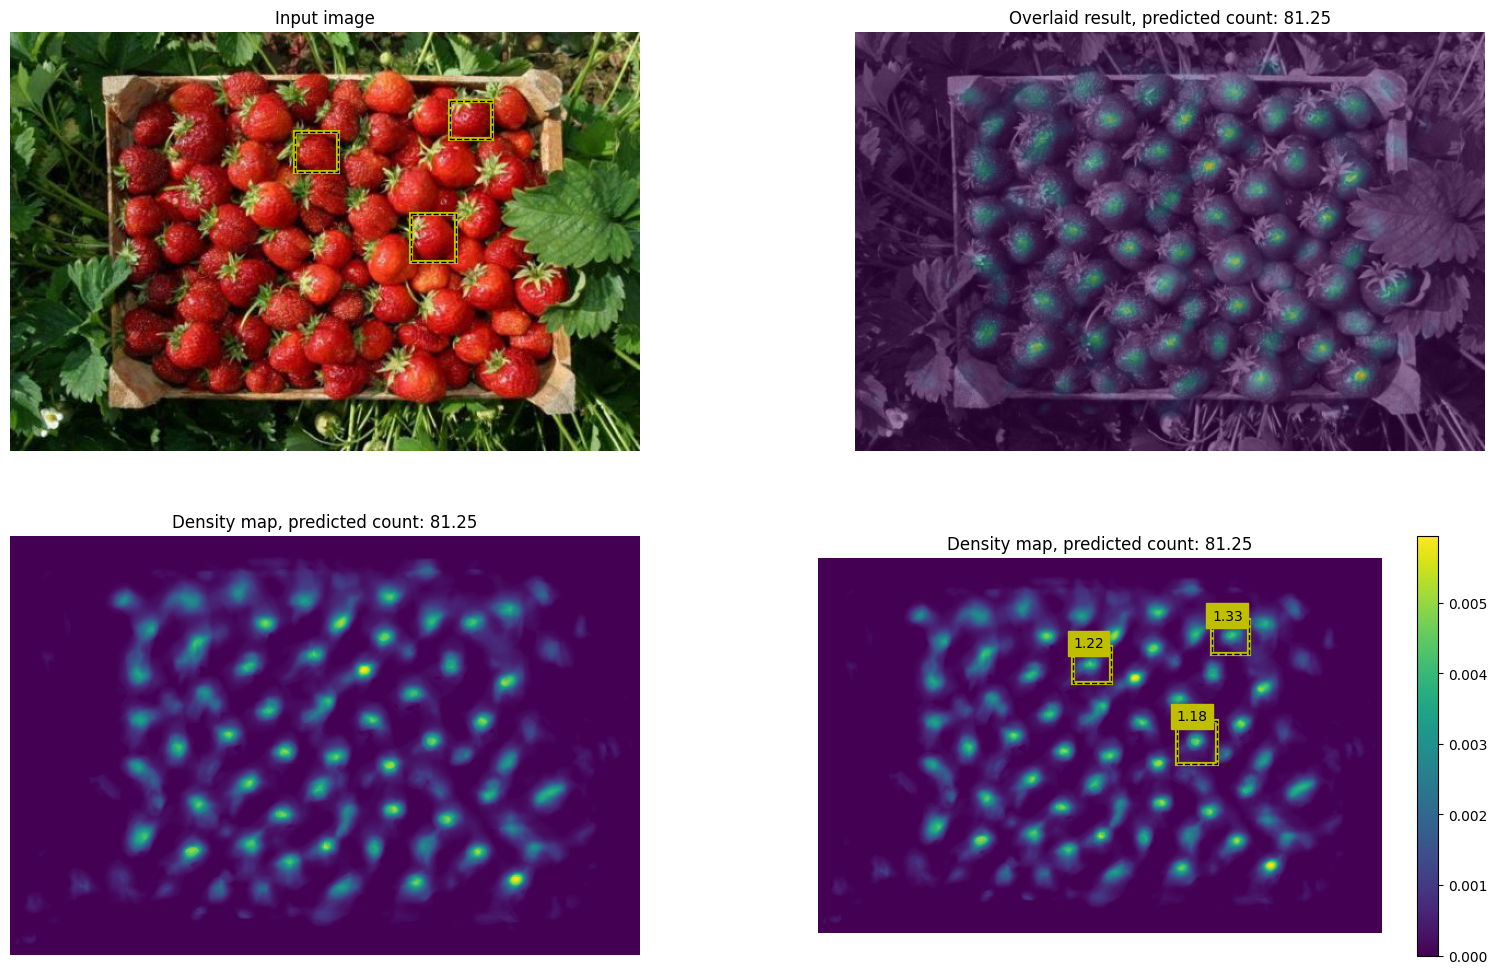 Input image
Overlaid result, predicted count: 81.25
Density map, predicted count: 81.25
Density map, predicted count: 81.25
1.33
1.22
1.18
0.005
0.004
0.003
0.002
0.001
0.000